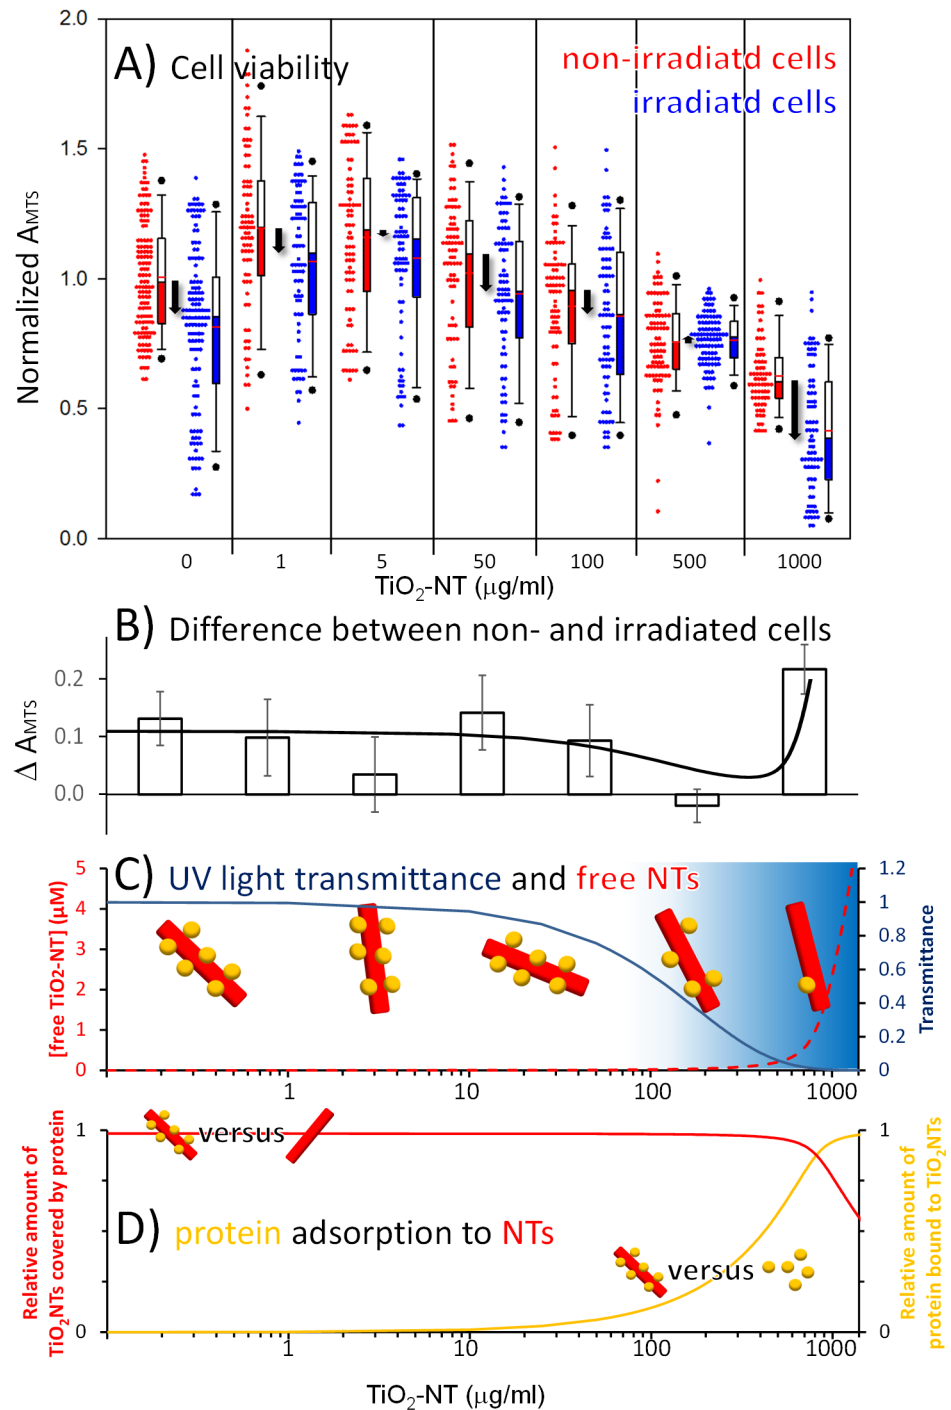 2.0
A) Cell viability
non-irradiatd cells
irradiatd cells
1.5
1.0
0.5
0.0
Normalized AMTS
0 1 5 50 100 500 1000
TiO2-NT (µg/ml)
B) Difference between non- and irradiated cells
0.2
0.1
0.0
Δ AMTS
C) UV light transmittance and free NTs
5 4 3 2 1 0
[free TiO2-NT] (µM)
1.2 1 0.8 0.6 0.4 0.2 0
Transmittance
1 10 100 1000
1 0
Relative amount of
TiO2NTs covered by protein
versus
D) protein adsorption to NTs
versus
1 0
Relative amount of
protein bound to TiO2NTs
1 10 100 1000
TiO2-NT (µg/ml)